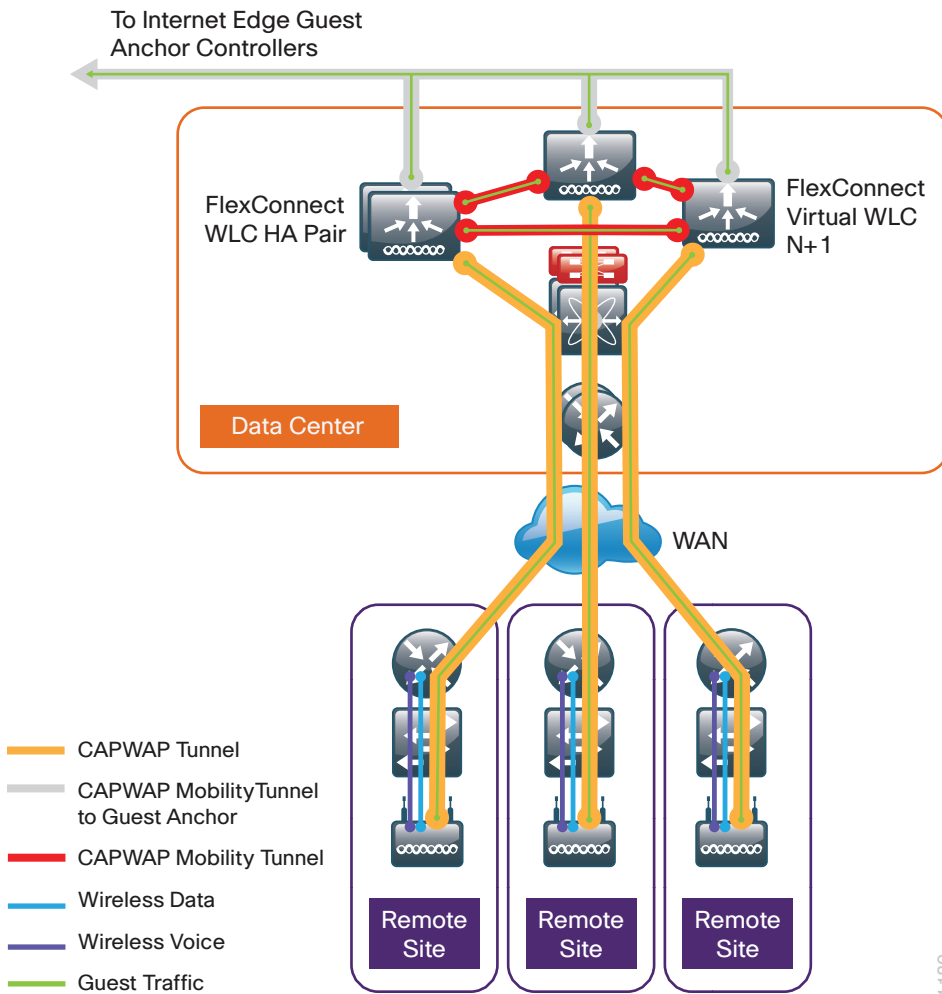 To Internet Edge Guest
Anchor Controllers
FlexConnect
WLC HA Pair
FlexConnect
Virtual WLC
N+1
Data Center
WAN
CAPWAP Tunnel
CAPWAP MobilityTunnel
to Guest Anchor
CAPWAP Mobility Tunnel
Wireless Data
Wireless Voice
Guest Traffic
Remote
Site
Remote
Site
Remote
Site